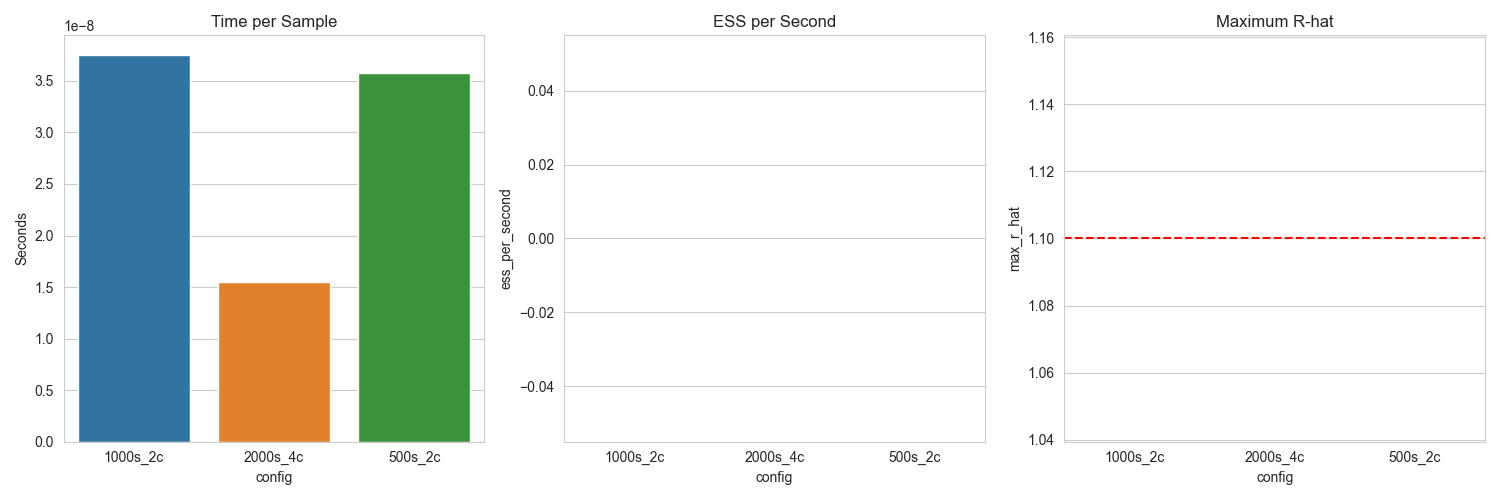 Time per Sample
1e−8
3.5
3.0
2.5
2.0
1.5
1.0
0.5
0.0
Seconds
1000s_2c 2000s_4c 500s_2c
config
ESS per Second
0.04
0.02
0.00
−0.02
−0.04
ess_per_second
1000s_2c 2000s_4c 500s_2c
config
Maximum R-hat
1.16
1.14
1.12
1.10
1.08
1.06
1.04
max_r_hat
1000s_2c 2000s_4c 500s_2c
config